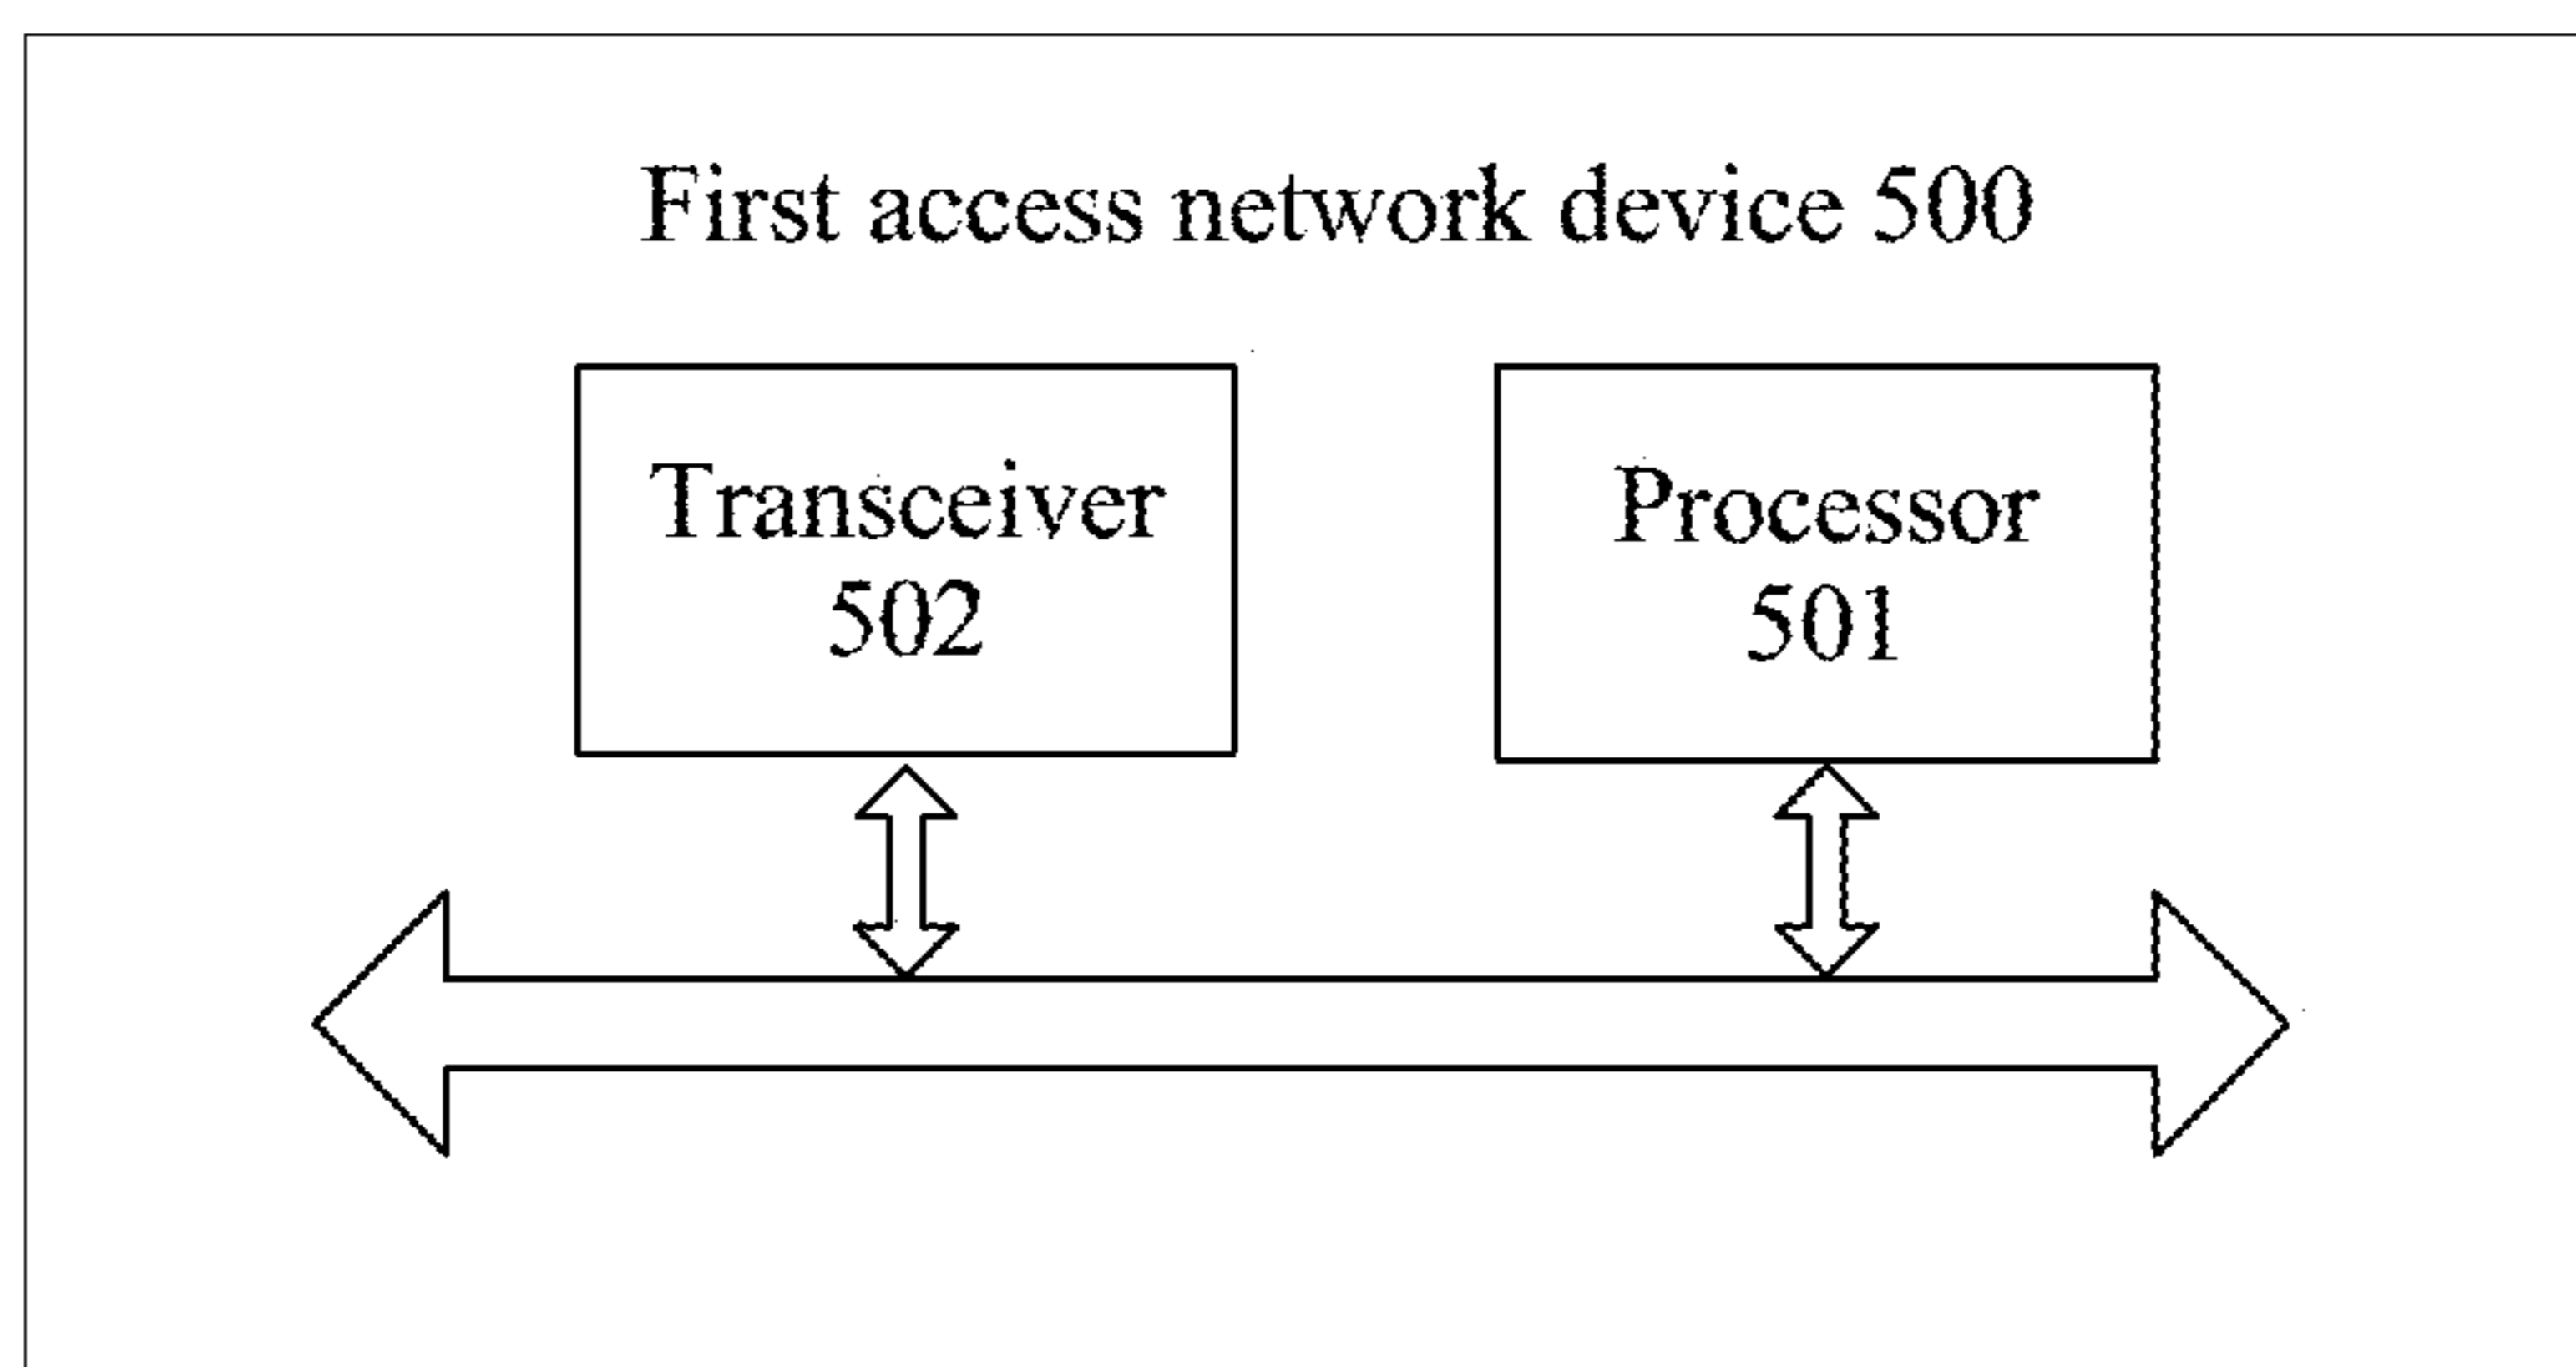 First access network device 500
Transceiver
502
Processor
501